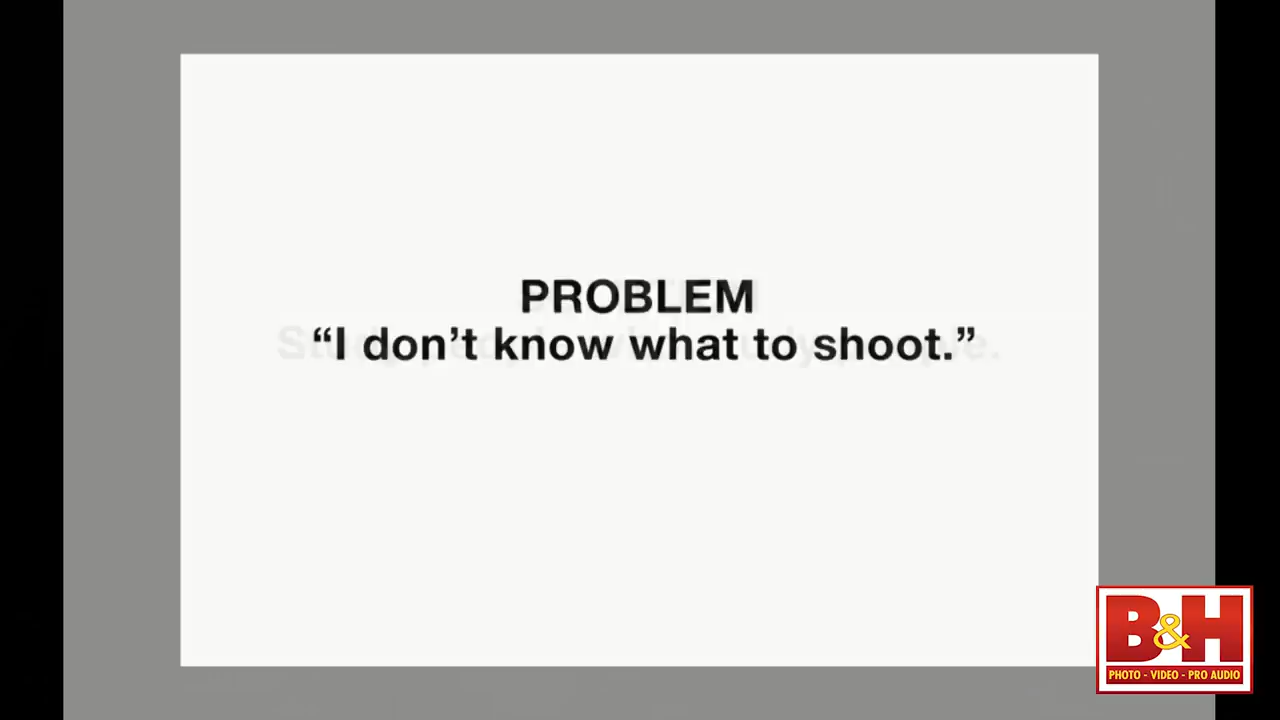 PROBLEM
“I don’t know what to shoot.”
B&H
PHOTO - VIDEO - PRO AUDIO